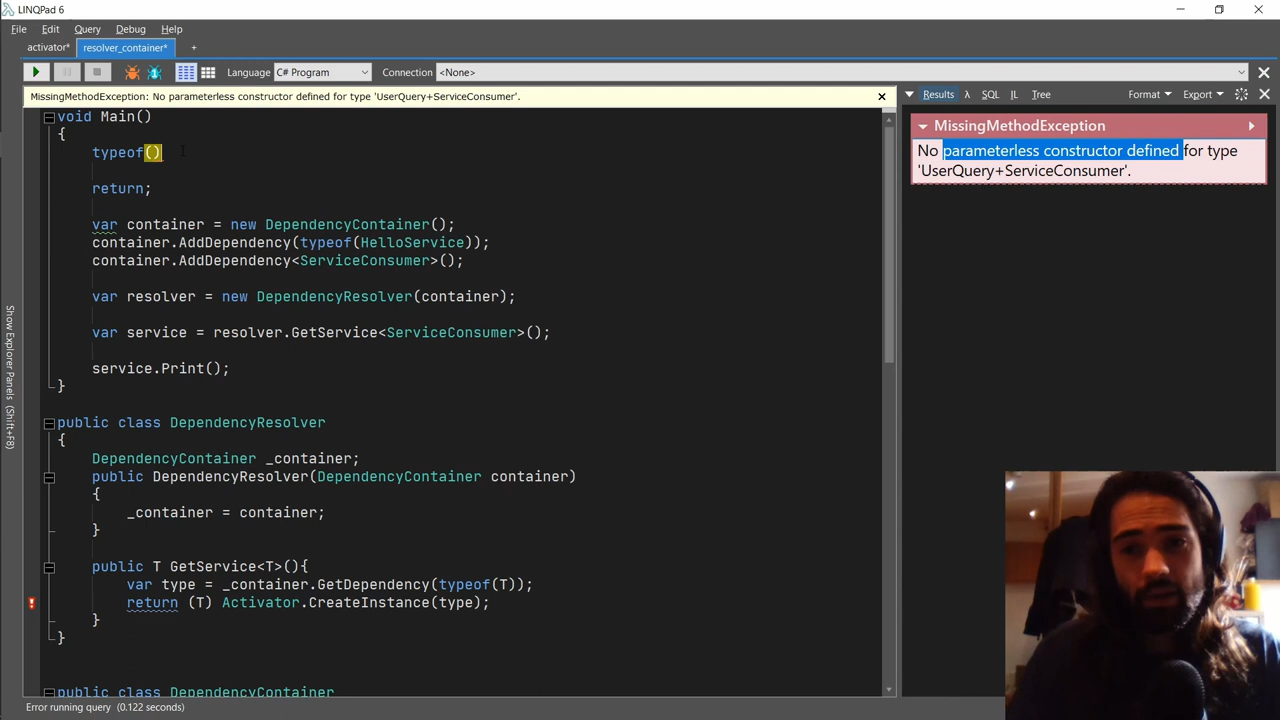 LINQPad 6
File Edit Query Debug Help
activator* resolver_container* +
Language C# Program Connection <None>
MissingMethodException: No parameterless constructor defined for type 'UserQuery+ServiceConsumer'.
void Main()
{
typeof()
return;
var container = new DependencyContainer();
container.AddDependency(typeof(HelloService));
container.AddDependency<ServiceConsumer>();
var resolver = new DependencyResolver(container);
var service = resolver.GetService<ServiceConsumer>();
service.Print();
}
public class DependencyResolver
{
DependencyContainer _container;
public DependencyResolver(DependencyContainer container)
{
_container = container;
}
public T GetService<T>(){
var type = _container.GetDependency(typeof(T));
return (T) Activator.CreateInstance(type);
}
}
public class DependencyContainer
Error running query (0.122 seconds)
Show Explorer Panels (Shift+F8)
Results λ SQL IL Tree Format Export
MissingMethodException
No parameterless constructor defined for type
'UserQuery+ServiceConsumer'.